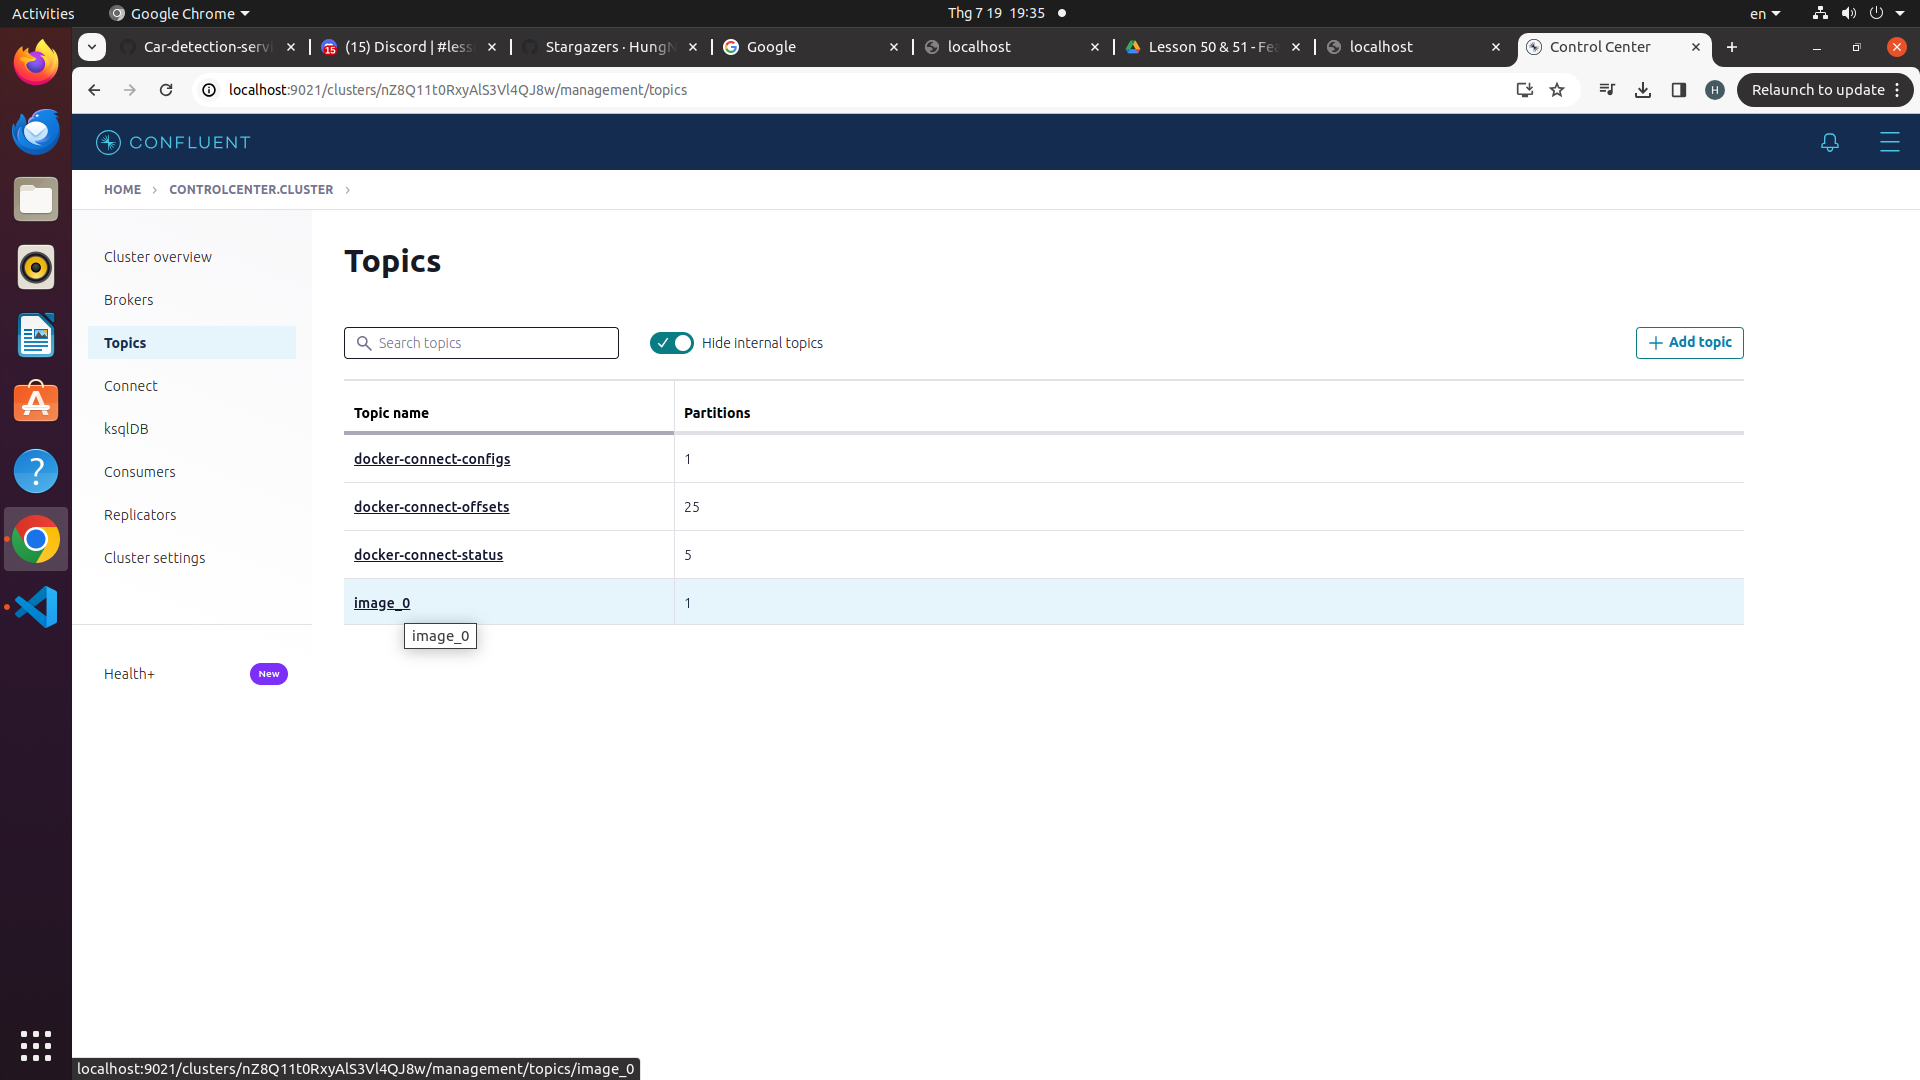 Activities
Google Chrome
Thg 7 19 19:35
en
Car-detection-servi
(15) Discord | #less
Stargazers · HungN
Google
localhost
Lesson 50 & 51 - Fea
localhost
Control Center
localhost:9021/clusters/nZ8Q11t0RxyAlS3Vl4QJ8w/management/topics
H
Relaunch to update
CONFLUENT
HOME
CONTROLCENTER.CLUSTER
Cluster overview
Brokers
Topics
Connect
ksqlDB
Consumers
Replicators
Cluster settings
Health+
New
Topics
Search topics
Hide internal topics
Add topic
Topic name
Partitions
docker-connect-configs
1
docker-connect-offsets
25
docker-connect-status
5
image_0
1
image_0
localhost:9021/clusters/nZ8Q11t0RxyAlS3Vl4QJ8w/management/topics/image_0